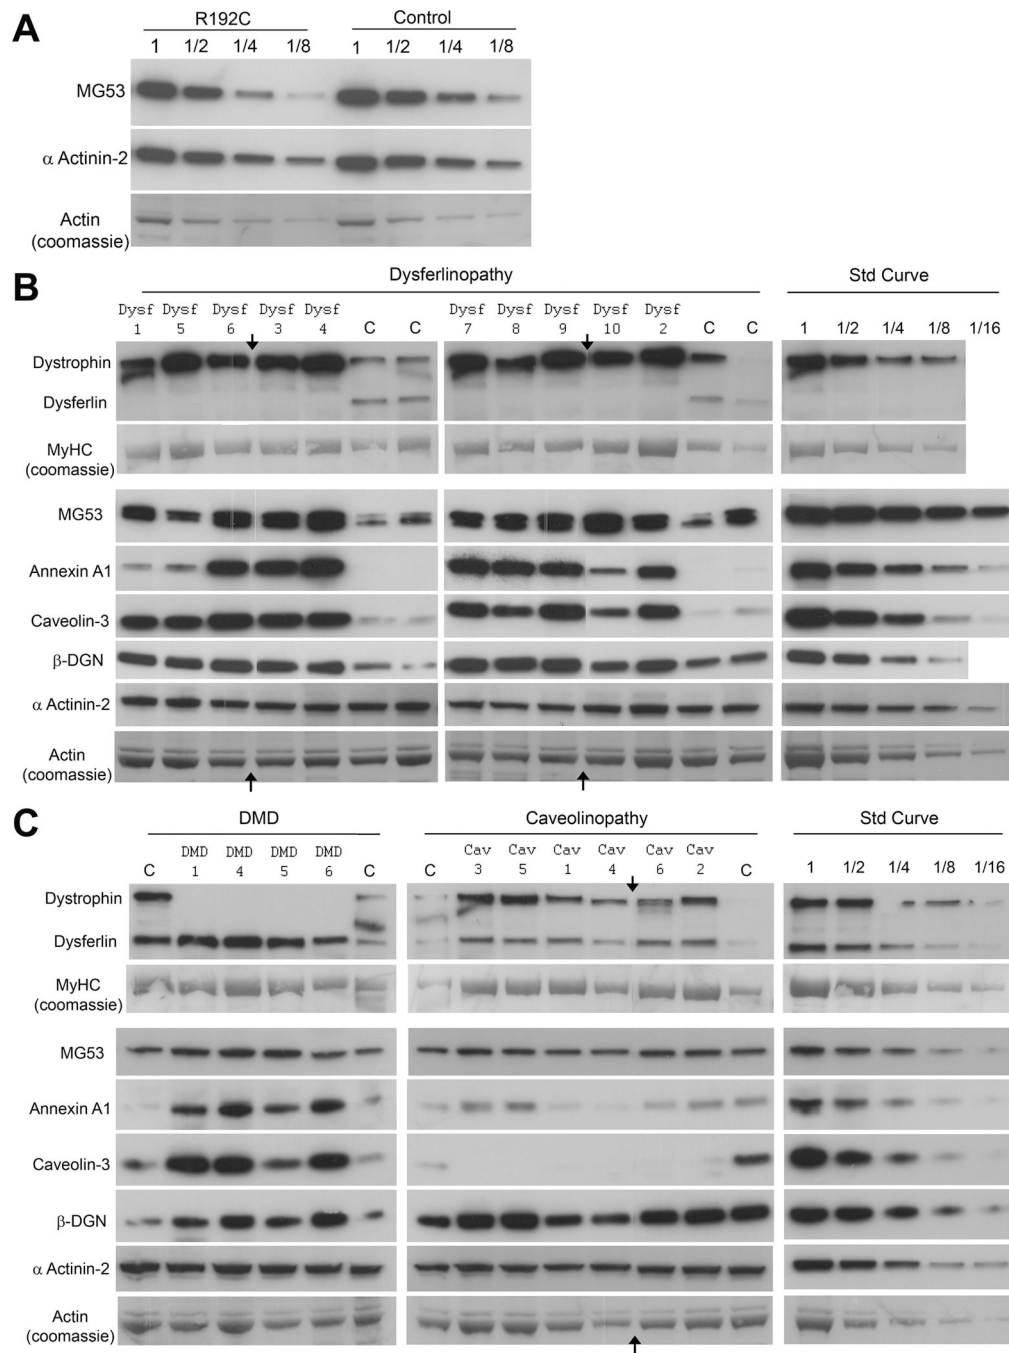 A
R192C Control
1 1/2 1/4 1/8 1 1/2 1/4 1/8
MG53
α Actinin-2
Actin
(coomassie)
B
Dysferlinopathy Std Curve
Dysf Dysf Dysf Dysf Dysf Dysf Dysf Dysf Dysf Dysf
1 5 6 3 4 C C 7 8 9 10 2 C C 1 1/2 1/4 1/8 1/16
Dystrophin
Dysferlin
MyHC
(coomassie)
MG53
Annexin A1
Caveolin-3
β-DGN
α Actinin-2
Actin
(coomassie)
C
DMD Caveolinopathy Std Curve
DMD DMD DMD DMD Cav Cav Cav Cav Cav Cav
C 1 4 5 6 C C 3 5 1 4 6 2 C 1 1/2 1/4 1/8 1/16
Dystrophin
Dysferlin
MyHC
(coomassie)
MG53
Annexin A1
Caveolin-3
β-DGN
α Actinin-2
Actin
(coomassie)